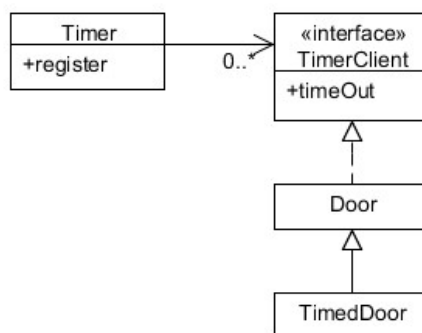 Timer
+register
0..*
«interface»
TimerClient
+timeOut
Door
TimedDoor